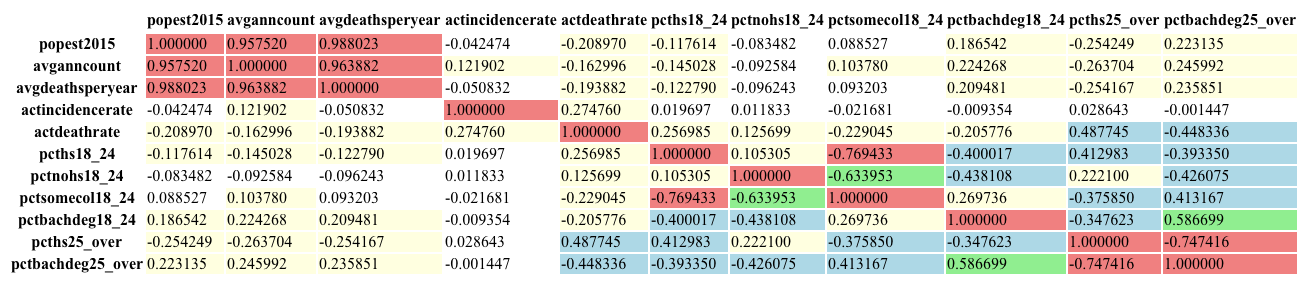 popest2015 avganncount avgdeathsperyear actincidencerate actdeathrate pcths18_24 pctnohs18_24 pctsomecol18_24 pctbachdeg18_24 pcths25_over pctbachdeg25_over
popest2015 1.000000 0.957520 0.988023 -0.042474 -0.208970 -0.117614 -0.083482 0.088527 0.186542 -0.254249 0.223135
avganncount 0.957520 1.000000 0.963882 0.121902 -0.162996 -0.145028 -0.092584 0.103780 0.224268 -0.263704 0.245992
avgdeathsperyear 0.988023 0.963882 1.000000 -0.050832 -0.193882 -0.122790 -0.096243 0.093203 0.209481 -0.254167 0.235851
actincidencerate -0.042474 0.121902 -0.050832 1.000000 0.274760 0.019697 0.011833 -0.021681 -0.009354 0.028643 -0.001447
actdeathrate -0.208970 -0.162996 -0.193882 0.274760 1.000000 0.256985 0.125699 -0.229045 -0.205776 0.487745 -0.448336
pcths18_24 -0.117614 -0.145028 -0.122790 0.019697 0.256985 1.000000 0.105305 -0.769433 -0.400017 0.412983 -0.393350
pctnohs18_24 -0.083482 -0.092584 -0.096243 0.011833 0.125699 0.105305 1.000000 -0.633953 -0.438108 0.222100 -0.426075
pctsomecol18_24 0.088527 0.103780 0.093203 -0.021681 -0.229045 -0.769433 -0.633953 1.000000 0.269736 -0.375850 0.413167
pctbachdeg18_24 0.186542 0.224268 0.209481 -0.009354 -0.205776 -0.400017 -0.438108 0.269736 1.000000 -0.347623 0.586699
pcths25_over -0.254249 -0.263704 -0.254167 0.028643 0.487745 0.412983 0.222100 -0.375850 -0.347623 1.000000 -0.747416
pctbachdeg25_over 0.223135 0.245992 0.235851 -0.001447 -0.448336 -0.393350 -0.426075 0.413167 0.586699 -0.747416 1.000000